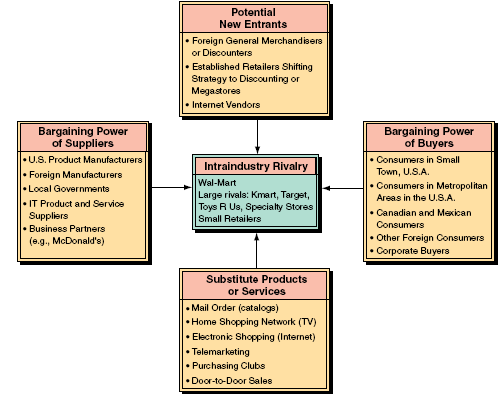 Potential
New Entrants
• Foreign General Merchandisers
or Discounters
• Established Retailers Shifting
Strategy to Discounting or
Megastores
• Internet Vendors
Bargaining Power
of Suppliers
• U.S. Product Manufacturers
• Foreign Manufacturers
• Local Governments
• IT Product and Service
Suppliers
• Business Partners
(e.g., McDonald's)
Intraindustry Rivalry
Wal-Mart
Large rivals: Kmart, Target,
Toys R Us, Specialty Stores
Small Retailers
Bargaining Power
of Buyers
• Consumers in Small
Town, U.S.A.
• Consumers in Metropolitan
Areas in the U.S.A.
• Canadian and Mexican
Consumers
• Other Foreign Consumers
• Corporate Buyers
Substitute Products
or Services
• Mail Order (catalogs)
• Home Shopping Network (TV)
• Electronic Shopping (Internet)
• Telemarketing
• Purchasing Clubs
• Door-to-Door Sales